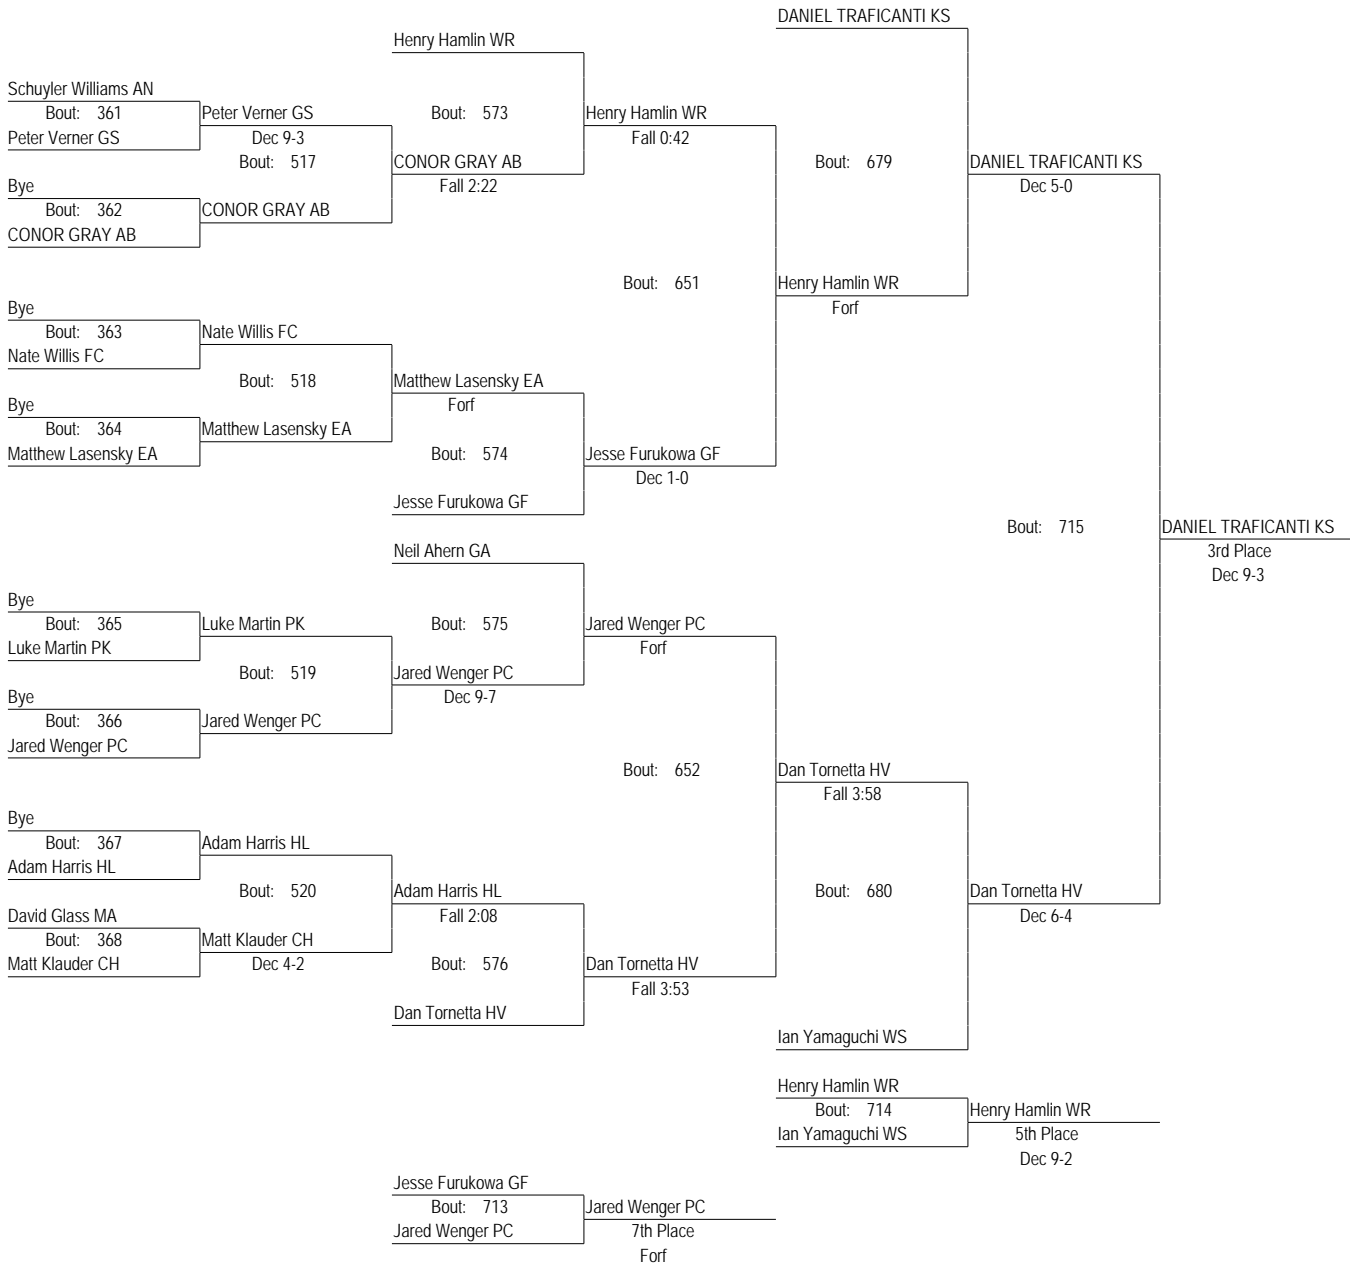 DANIEL TRAFICANTI KS
Henry Hamlin WR
Schuyler Williams AN
Bout: 361
Peter Verner GS
Bout: 573
Henry Hamlin WR
Peter Verner GS
Dec 9-3
Fall 0:42
Bout: 517
CONOR GRAY AB
Bout: 679
DANIEL TRAFICANTI KS
Bye
Fall 2:22
Dec 5-0
Bout: 362
CONOR GRAY AB
CONOR GRAY AB
Bout: 651
Henry Hamlin WR
Bye
Forf
Bout: 363
Nate Willis FC
Nate Willis FC
Bout: 518
Matthew Lasensky EA
Bye
Forf
Bout: 364
Matthew Lasensky EA
Matthew Lasensky EA
Bout: 574
Jesse Furukowa GF
Dec 1-0
Jesse Furukowa GF
Bout: 715
DANIEL TRAFICANTI KS
Neil Ahern GA
3rd Place
Dec 9-3
Bye
Bout: 365
Luke Martin PK
Bout: 575
Jared Wenger PC
Luke Martin PK
Forf
Bout: 519
Jared Wenger PC
Bye
Dec 9-7
Bout: 366
Jared Wenger PC
Jared Wenger PC
Bout: 652
Dan Tornetta HV
Fall 3:58
Bye
Bout: 367
Adam Harris HL
Adam Harris HL
Bout: 520
Adam Harris HL
Bout: 680
Dan Tornetta HV
David Glass MA
Fall 2:08
Dec 6-4
Bout: 368
Matt Klauder CH
Matt Klauder CH
Dec 4-2
Bout: 576
Dan Tornetta HV
Fall 3:53
Dan Tornetta HV
Ian Yamaguchi WS
Henry Hamlin WR
Bout: 714
Henry Hamlin WR
Ian Yamaguchi WS
5th Place
Dec 9-2
Jesse Furukowa GF
Bout: 713
Jared Wenger PC
Jared Wenger PC
7th Place
Forf